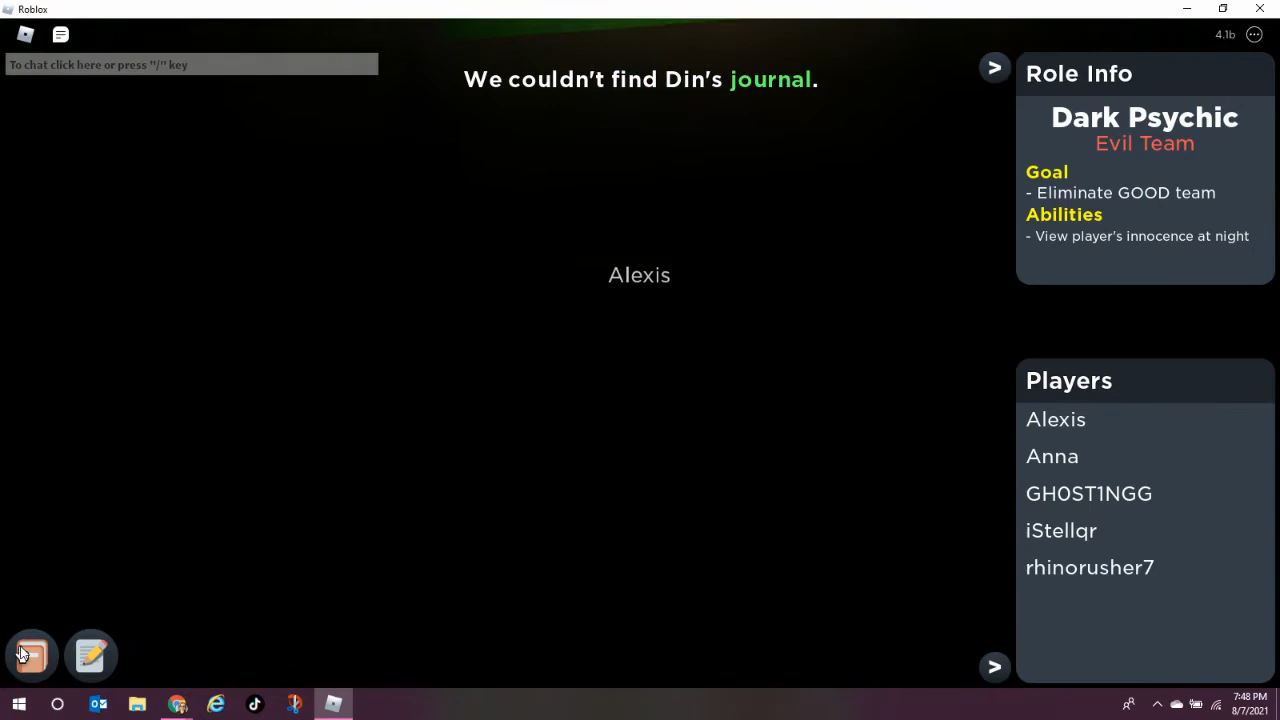 Roblox
4.1b
To chat click here or press "/" key
We couldn't find Din's journal.
>
Role Info
Dark Psychic
Evil Team
Goal
- Eliminate GOOD team
Abilities
- View player's innocence at night
Alexis
Players
Alexis
Anna
GH0ST1NGG
iStellqr
rhinorusher7
>
7:48 PM
8/7/2021